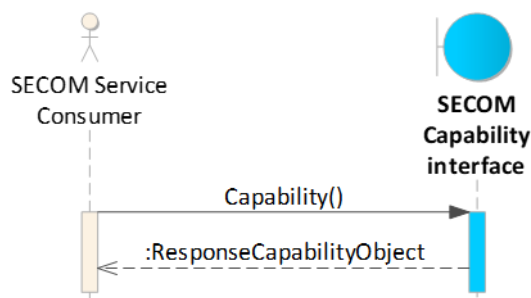 SECOM Service
Consumer
SECOM
Capability
interface
Capability()
:ResponseCapabilityObject